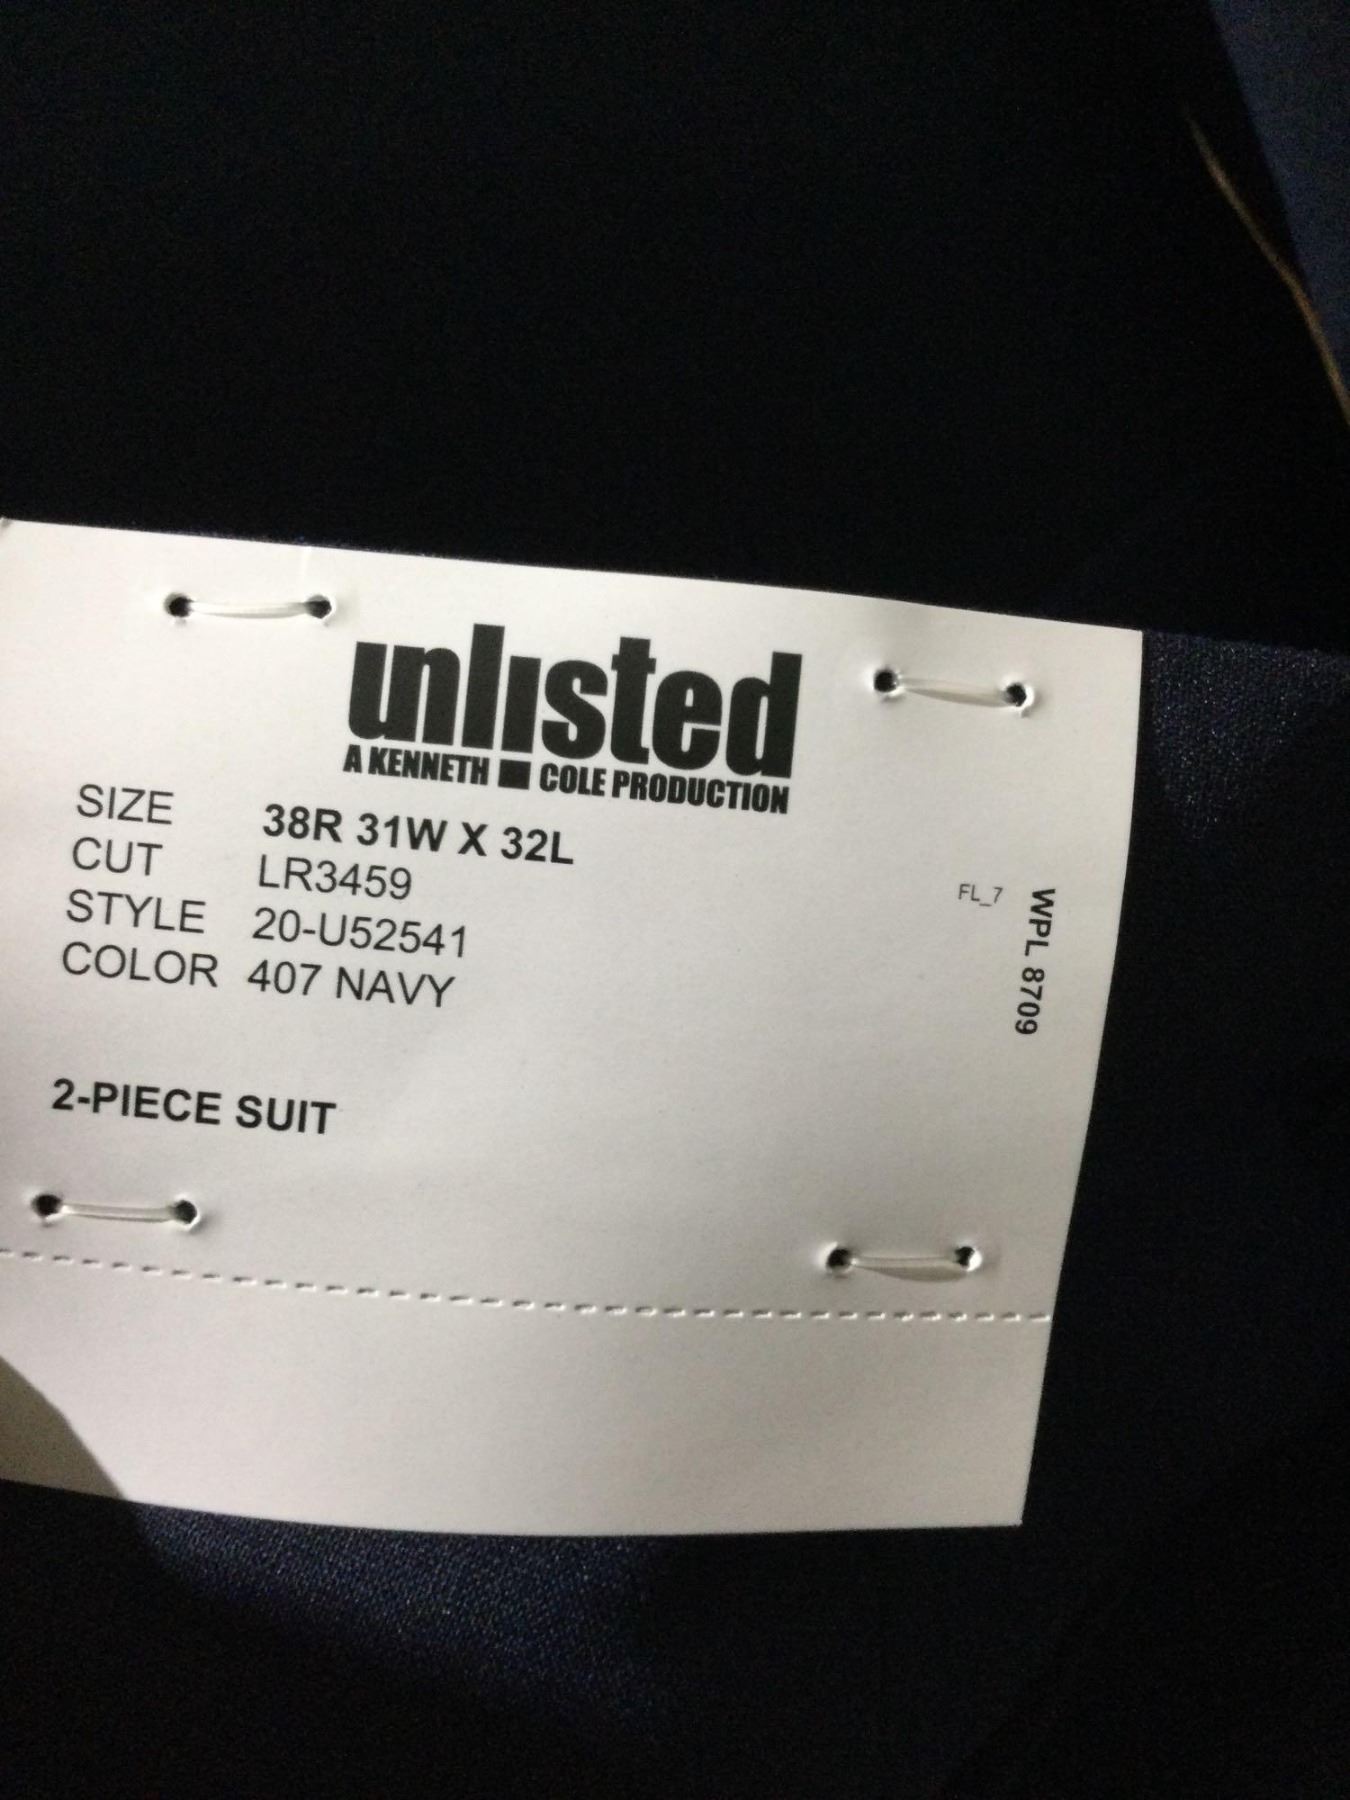 unlisted
A KENNETH COLE PRODUCTION
SIZE 38R 31W X 32L
CUT LR3459
STYLE 20-U52541
COLOR 407 NAVY
FL_7
WPL 8709
2-PIECE SUIT